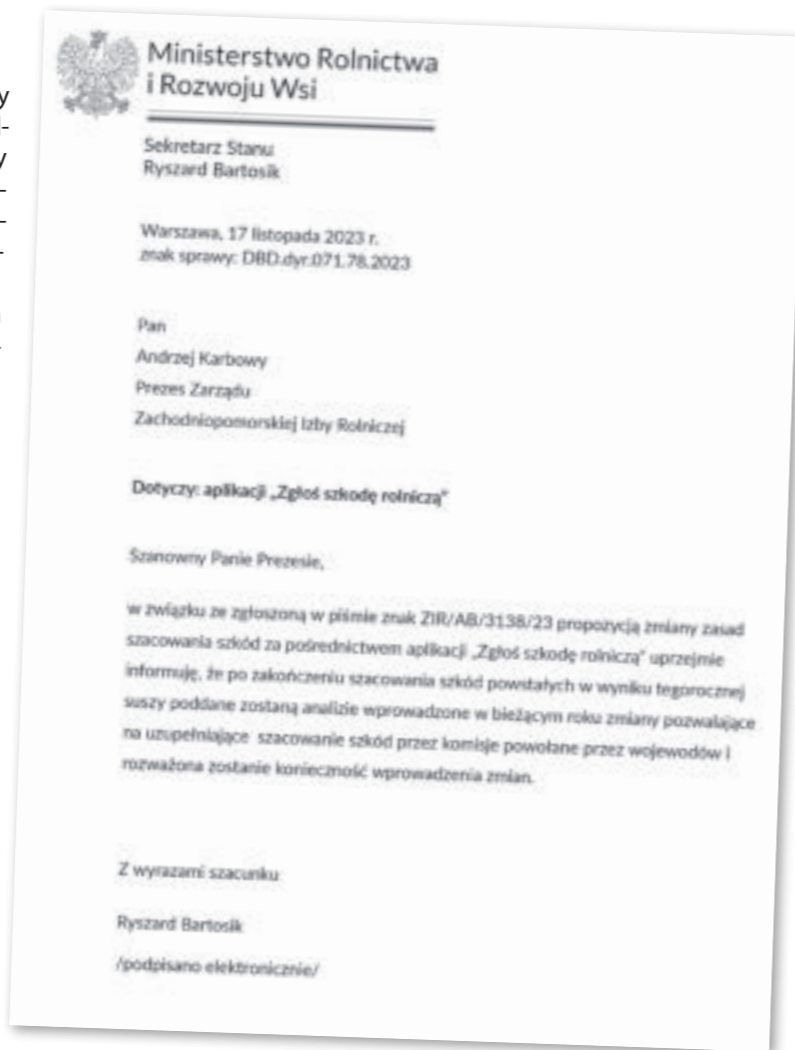 Ministerstwo Rolnictwa
i Rozwoju Wsi
Sekretarz Stanu
Ryszard Bartosik
Warszawa, 17 listopada 2023 r.
znak sprawy: DBD.dyr.071.78.2023
Pan
Andrzej Karbowy
Prezes Zarządu
Zachodniopomorskiej Izby Rolniczej
Dotyczy: aplikacji „Zgłoś szkodę rolniczą”
Szanowny Panie Prezesie,
w związku ze zgłoszoną w piśmie znak ZIR/AB/3138/23 propozycją zmiany zasad
szacowania szkód za pośrednictwem aplikacji „Zgłoś szkodę rolniczą” uprzejmie
informuję, że po zakończeniu szacowania szkód powstałych w wyniku tegorocznej
suszy poddane zostaną analizie wprowadzone w bieżącym roku zmiany pozwalające
na uzupełniające szacowanie szkód przez komisje powołane przez wojewodów i
rozważona zostanie konieczność wprowadzenia zmian.
Z wyrazami szacunku
Ryszard Bartosik
/podpisano elektronicznie/